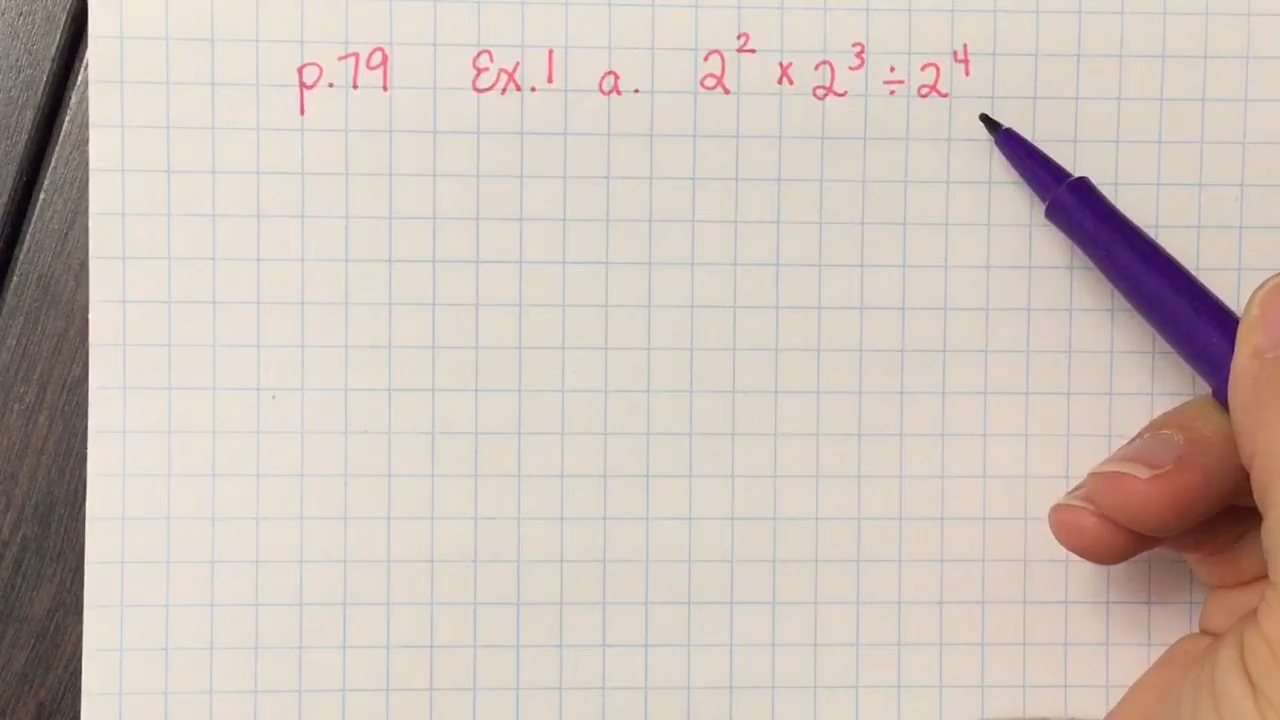 p.79 Ex.1 a. 2² × 2³ ÷ 2⁴